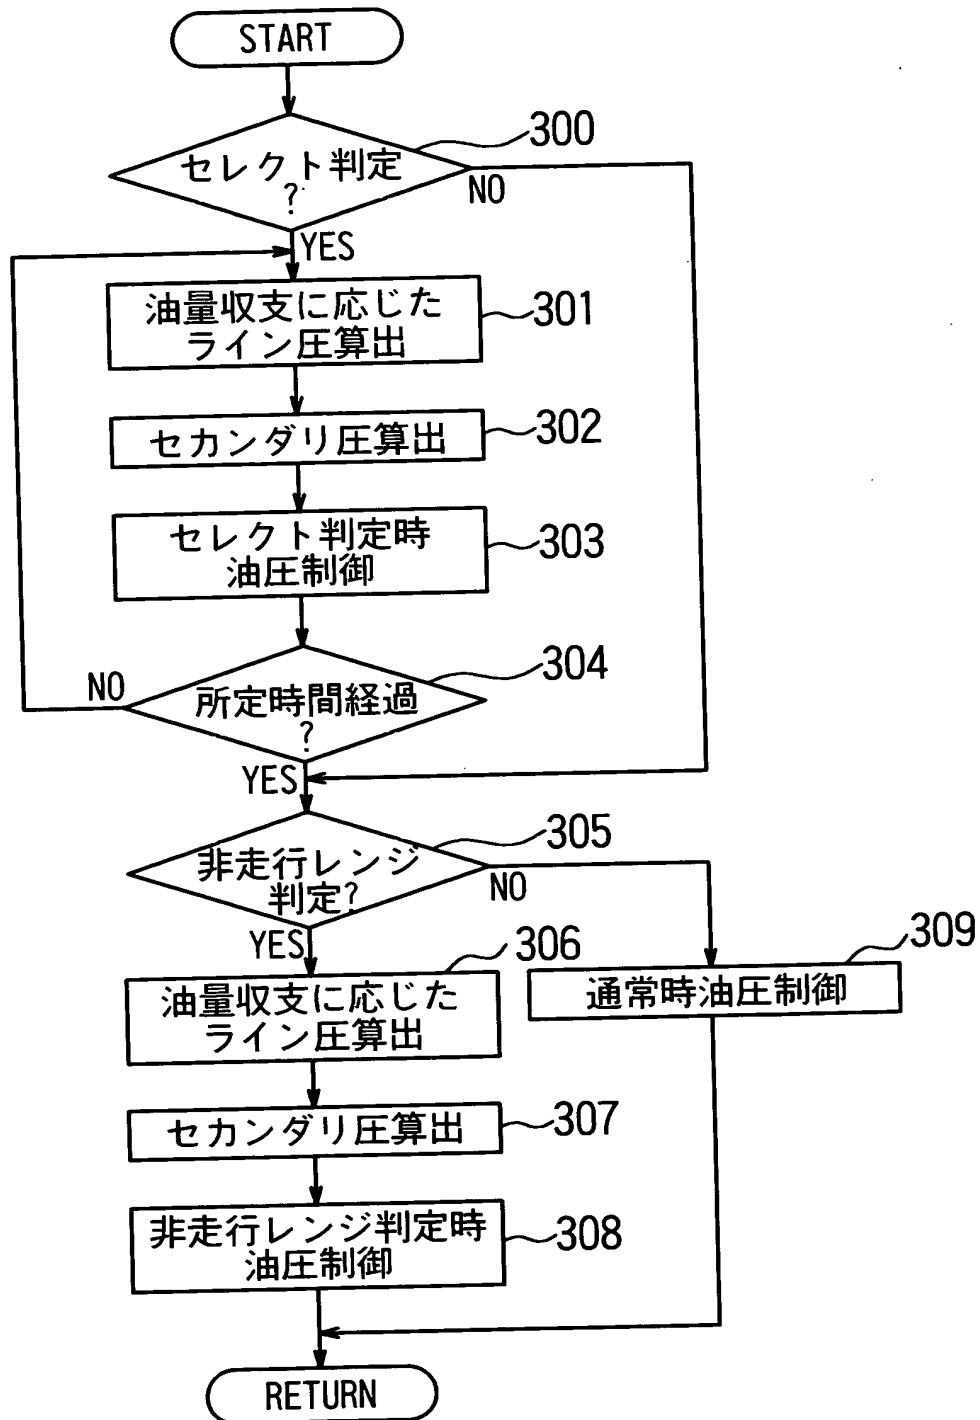 START
300
セレクト判定
?
NO
YES
油量収支に応じた
ライン圧算出
301
セカンダリ圧算出
302
セレクト判定時
油圧制御
303
304
NO
所定時間経過
?
YES
305
非走行レンジ
判定?
NO
YES
306
309
油量収支に応じた
ライン圧算出
通常時油圧制御
セカンダリ圧算出
307
非走行レンジ判定時
油圧制御
308
RETURN